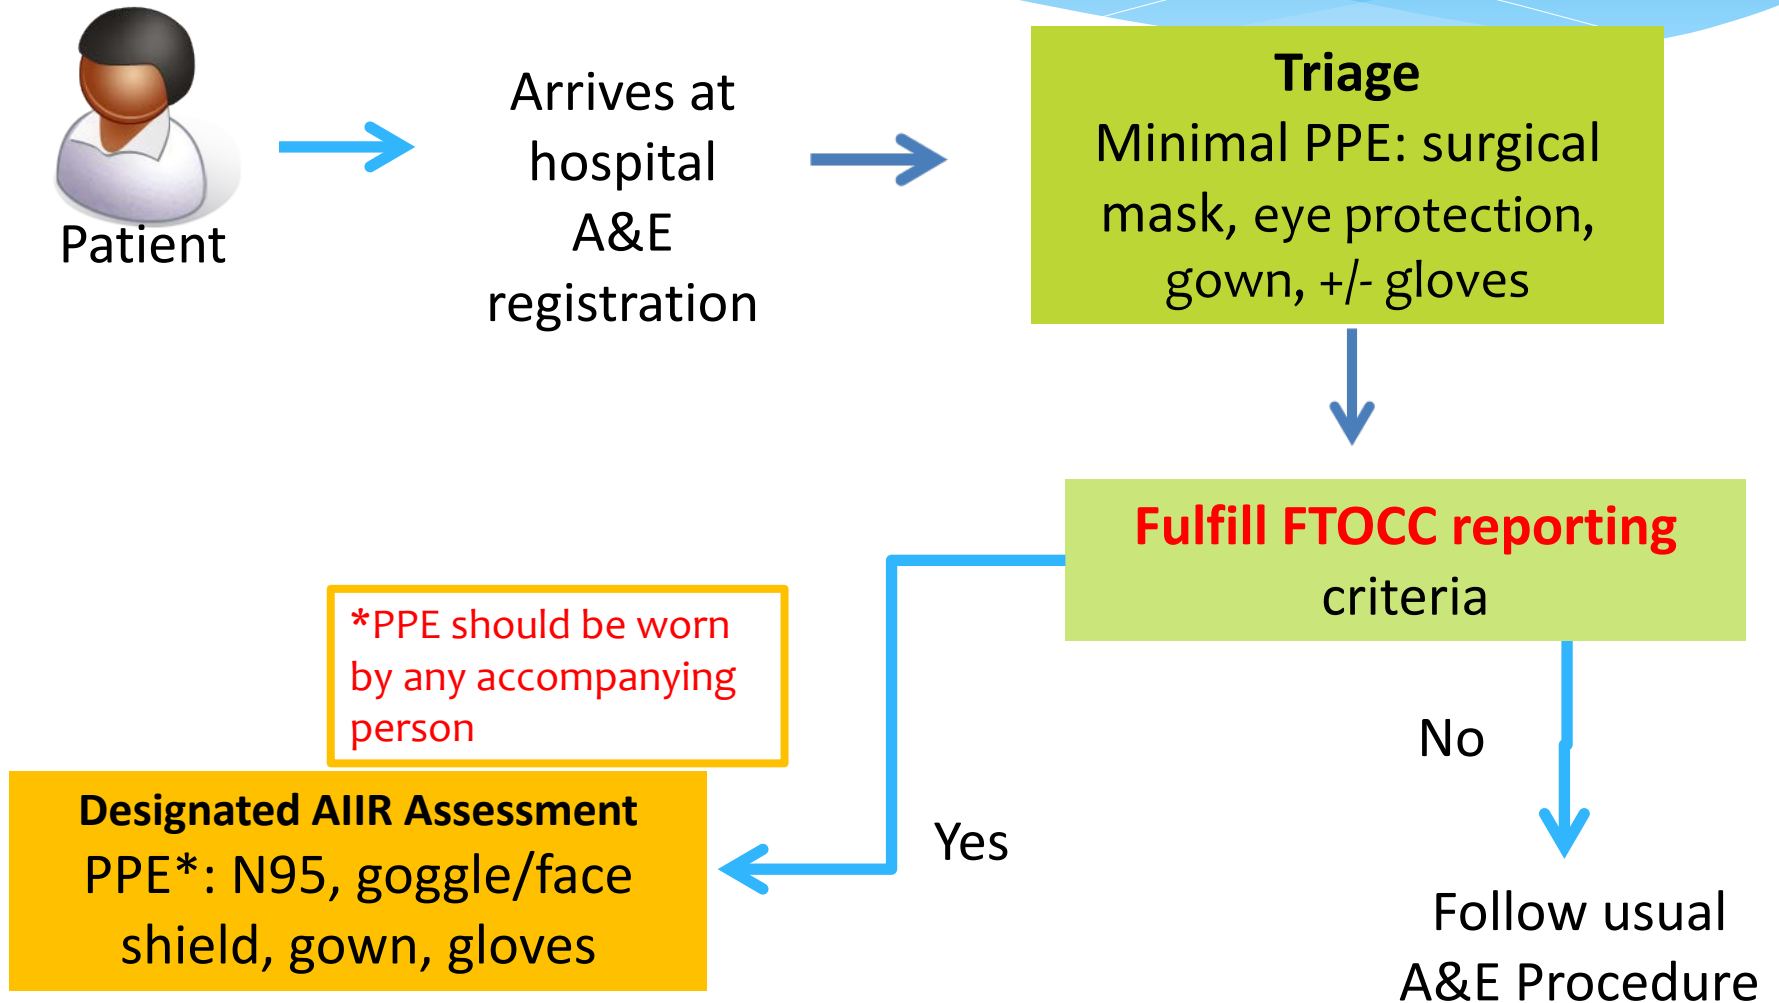 Patient
Arrives at
hospital
A&E
registration
Triage
Minimal PPE: surgical
mask, eye protection,
gown, +/- gloves
Fulfill FTOCC reporting
criteria
*PPE should be worn
by any accompanying
person
No
Yes
Designated AIIR Assessment
PPE*: N95, goggle/face
shield, gown, gloves
Follow usual
A&E Procedure